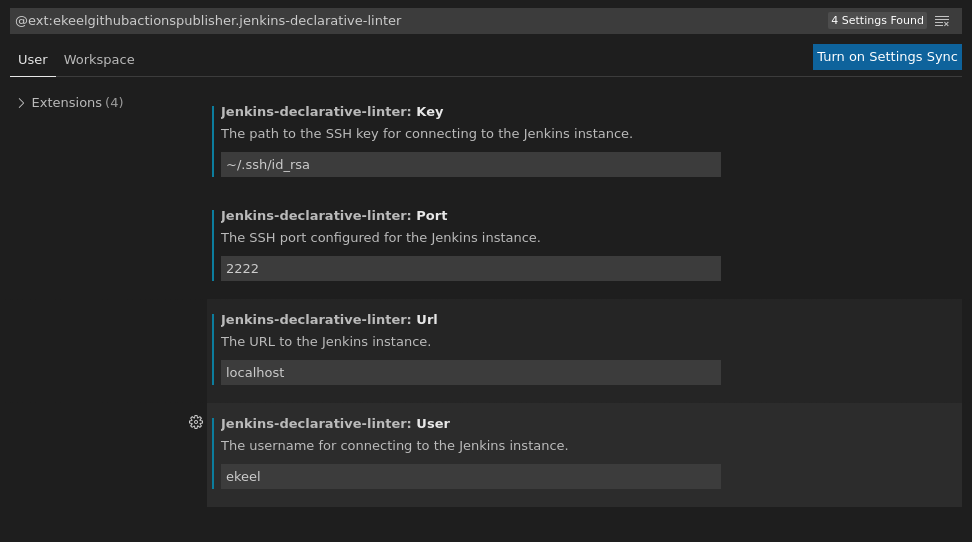 @ext:ekeelgithubactionspublisher.jenkins-declarative-linter
4 Settings Found
User Workspace
Turn on Settings Sync
Extensions (4)
Jenkins-declarative-linter: Key
The path to the SSH key for connecting to the Jenkins instance.
~/.ssh/id_rsa
Jenkins-declarative-linter: Port
The SSH port configured for the Jenkins instance.
2222
Jenkins-declarative-linter: Url
The URL to the Jenkins instance.
localhost
Jenkins-declarative-linter: User
The username for connecting to the Jenkins instance.
ekeel